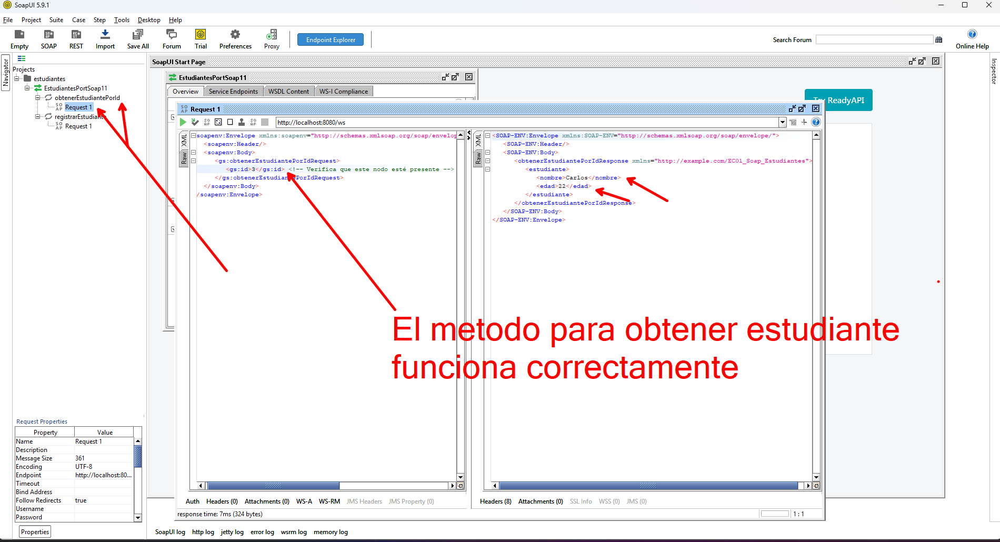 SoapUI 5.9.1
File Project Suite Case Step Tools Desktop Help
Empty SOAP REST Import Save All Forum Trial Preferences Proxy Endpoint Explorer Search Forum Online Help
Navigator
Inspector
Projects
estudiantes
EstudiantesPortSoap11
obtenerEstudiantePorId
SOAP Request 1
registrarEstudiante
SOAP Request 1
SoapUI Start Page
EstudiantesPortSoap11
Overview Service Endpoints WSDL Content WS-I Compliance
Try ReadyAPI
SOAP Request 1
http://localhost:8080/ws
XML
Raw
soapenv:Envelope xmlns:soapenv="http://schemas.xmlsoap.org/soap/envelop
<soapenv:Header/>
<soapenv:Body>
<gs:obtenerEstudiantePorIdRequest>
<gs:id>3</gs:id> <!-- Verifica que este nodo esté presente -->
</gs:obtenerEstudiantePorIdRequest>
</soapenv:Body>
/soapenv:Envelope>
XML
Raw
<SOAP-ENV:Envelope xmlns:SOAP-ENV="http://schemas.xmlsoap.org/soap/envelope/">
<SOAP-ENV:Header/>
<SOAP-ENV:Body>
<obtenerEstudiantePorIdResponse xmlns="http://example.com/EC01_Soap_Estudiantes">
<estudiante>
<nombre>Carlos</nombre>
<edad>22</edad>
</estudiante>
</obtenerEstudiantePorIdResponse>
</SOAP-ENV:Body>
</SOAP-ENV:Envelope>
El metodo para obtener estudiante
funciona correctamente
Request Properties
Property Value
Name Request 1
Description
Message Size 361
Encoding UTF-8
Endpoint http://localhost:80...
Timeout
Bind Address
Follow Redirects true
Username
Password
Properties
Auth Headers (0) Attachments (0) WS-A WS-RM JMS Headers JMS Property (0)
Headers (8) Attachments (0) SSL Info WSS (0) JMS (0)
response time: 7ms (324 bytes)
1 : 1
SoapUI log http log jetty log error log wsrm log memory log